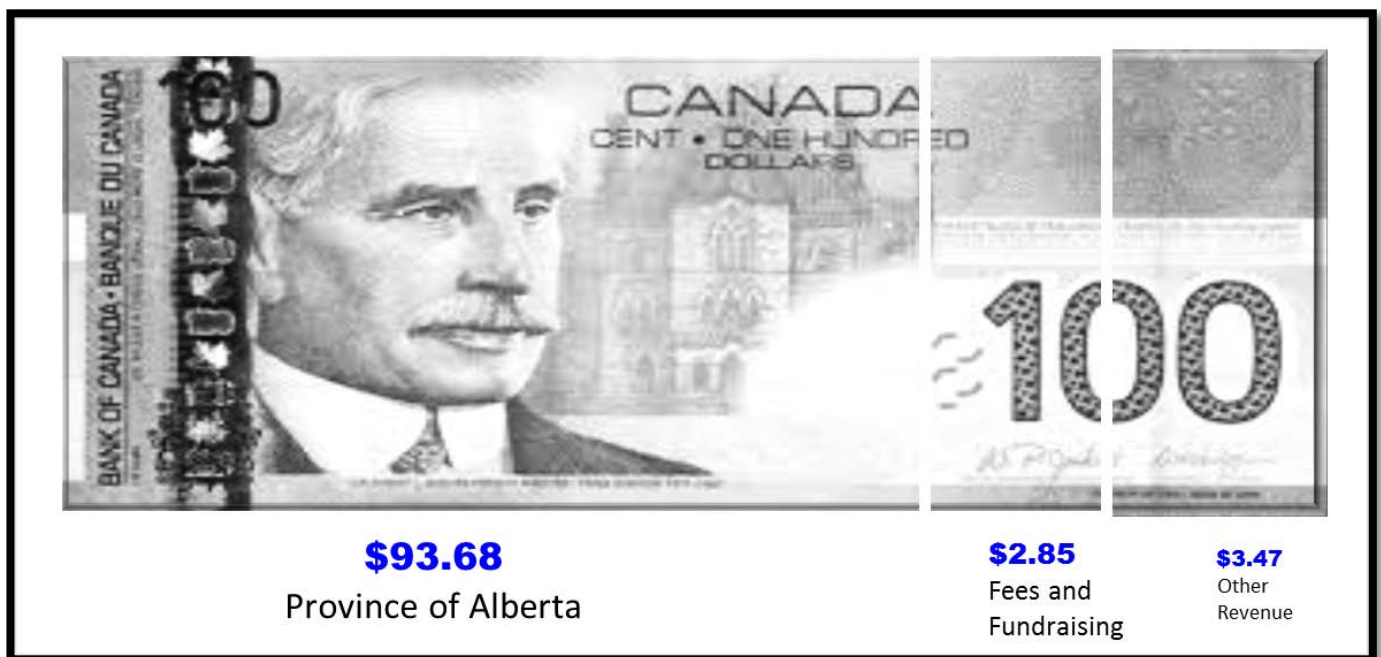 BANK OF CANADA • BANQUE DU CANADA
100
CANADA
CENT • ONE HUNDRED
DOLLARS
100
$93.68
Province of Alberta
$2.85
Fees and
Fundraising
$3.47
Other
Revenue